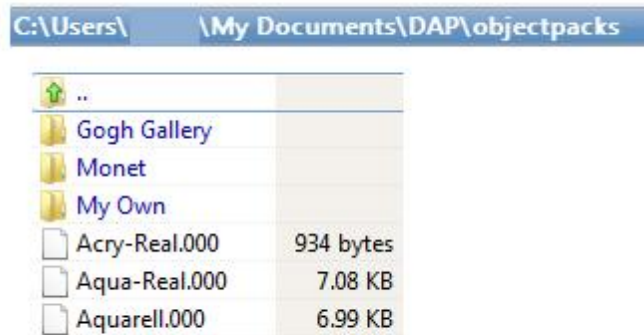 C:\Users\ \My Documents\DAP\objectpacks
..
Gogh Gallery
Monet
My Own
Acry-Real.000 934 bytes
Aqua-Real.000 7.08 KB
Aquarell.000 6.99 KB